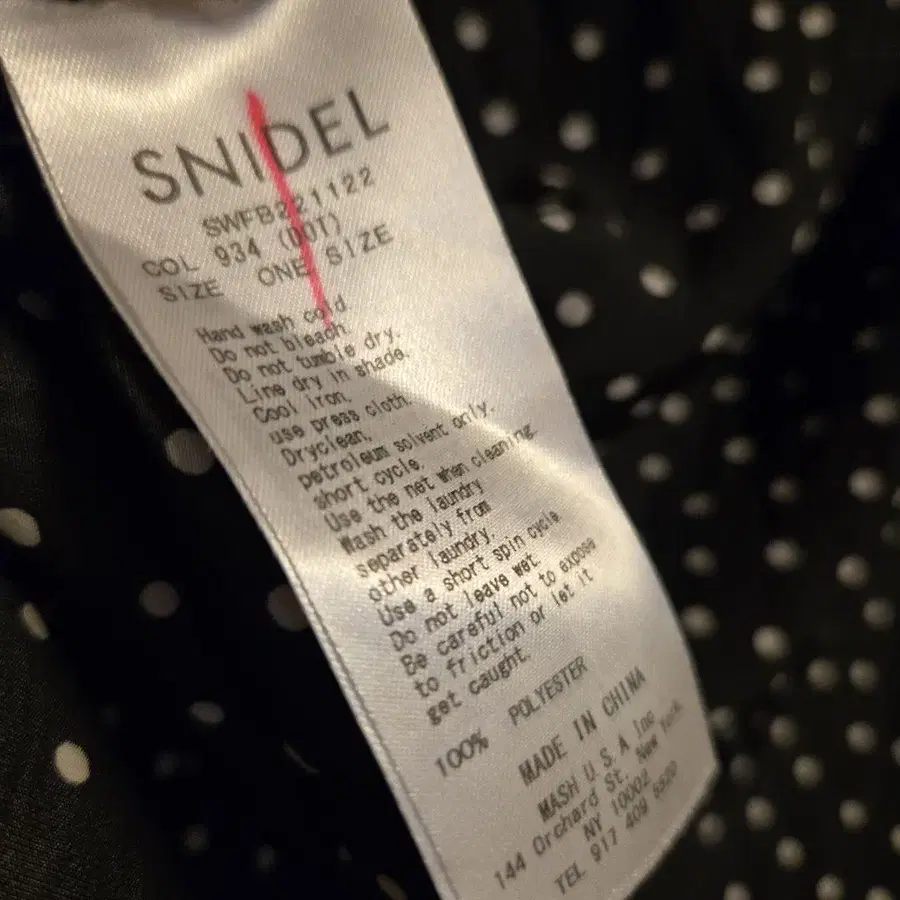 SNIDEL
SWFB221122
COL 934 (DOT)
SIZE ONE SIZE
Hand wash cold.
Do not bleach.
Do not tumble dry.
Line dry in shade.
Cool iron,
use press cloth.
Dryclean,
petroleum solvent only,
short cycle.
Use the net when cleaning.
Wash the laundry
separately from
other laundry.
Use a short spin cycle.
Do not leave wet.
Be careful not to expose
to friction or let it
get caught.
100% POLYESTER
MADE IN CHINA
MASH U.S.A Inc
144 Orchard St, New York
NY 10002
TEL 917 409